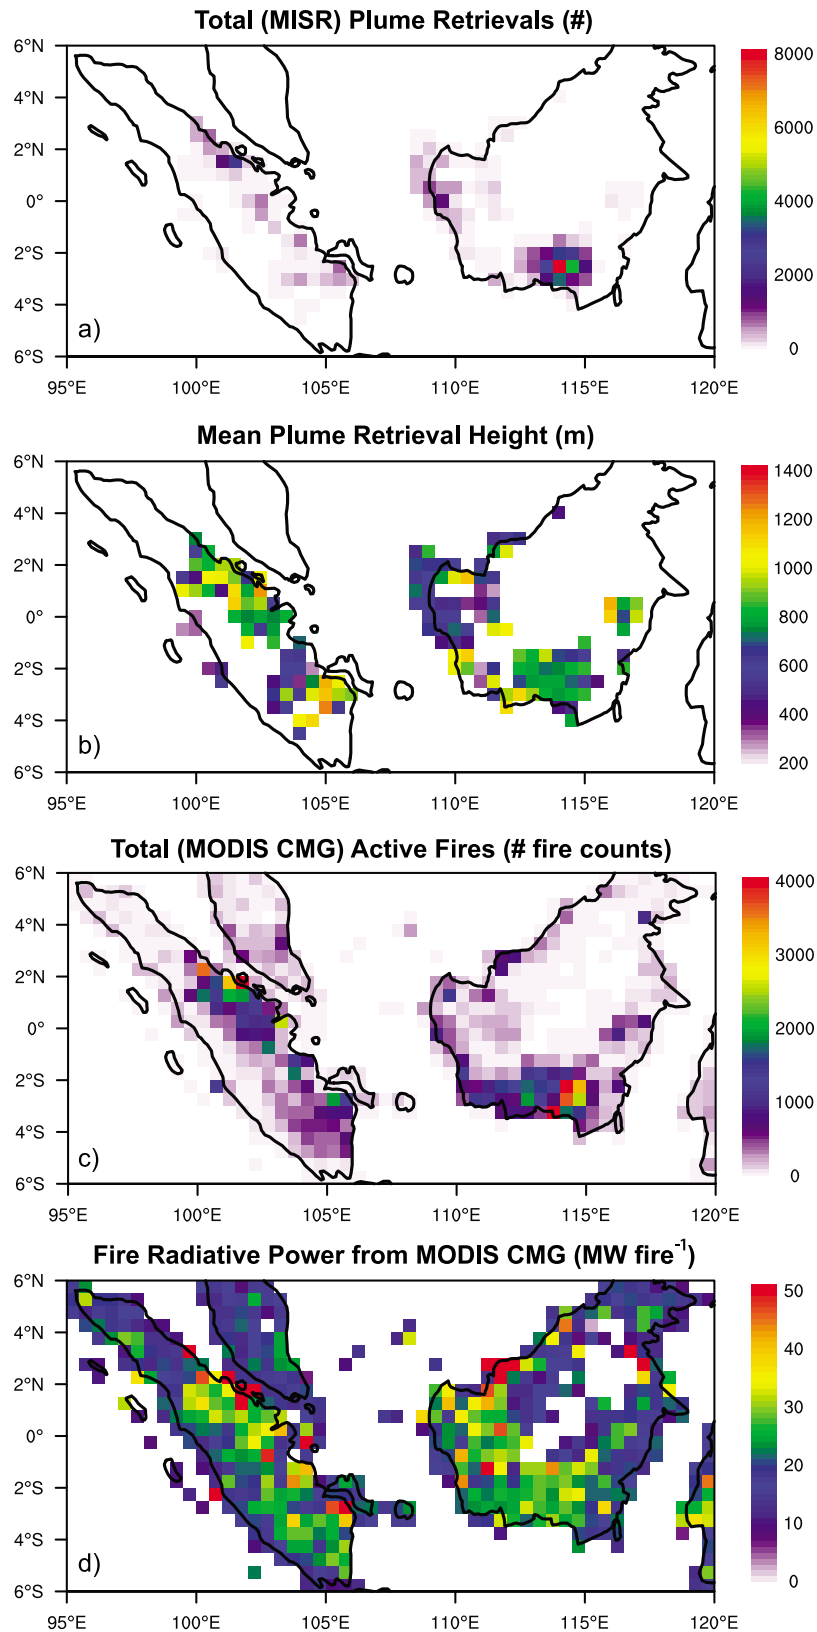 Total (MISR) Plume Retrievals (#)
6°N
4°N
2°N
0°
2°S
4°S
6°S
a)
95°E 100°E 105°E 110°E 115°E 120°E
8000
6000
4000
2000
0
Mean Plume Retrieval Height (m)
6°N
4°N
2°N
0°
2°S
4°S
6°S
b)
95°E 100°E 105°E 110°E 115°E 120°E
1400
1200
1000
800
600
400
200
Total (MODIS CMG) Active Fires (# fire counts)
6°N
4°N
2°N
0°
2°S
4°S
6°S
c)
95°E 100°E 105°E 110°E 115°E 120°E
4000
3000
2000
1000
0
Fire Radiative Power from MODIS CMG (MW fire⁻¹)
6°N
4°N
2°N
0°
2°S
4°S
6°S
d)
95°E 100°E 105°E 110°E 115°E 120°E
50
40
30
20
10
0